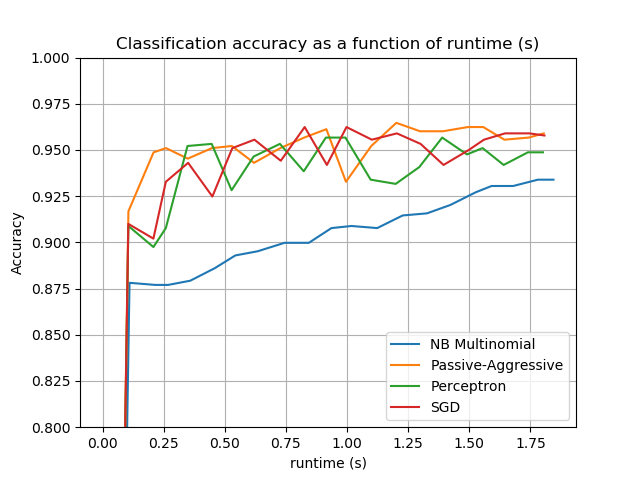 Classification accuracy as a function of runtime (s)
1.000
0.975
0.950
0.925
0.900
0.875
0.850
0.825
0.800
Accuracy
NB Multinomial
Passive-Aggressive
Perceptron
SGD
0.00 0.25 0.50 0.75 1.00 1.25 1.50 1.75
runtime (s)